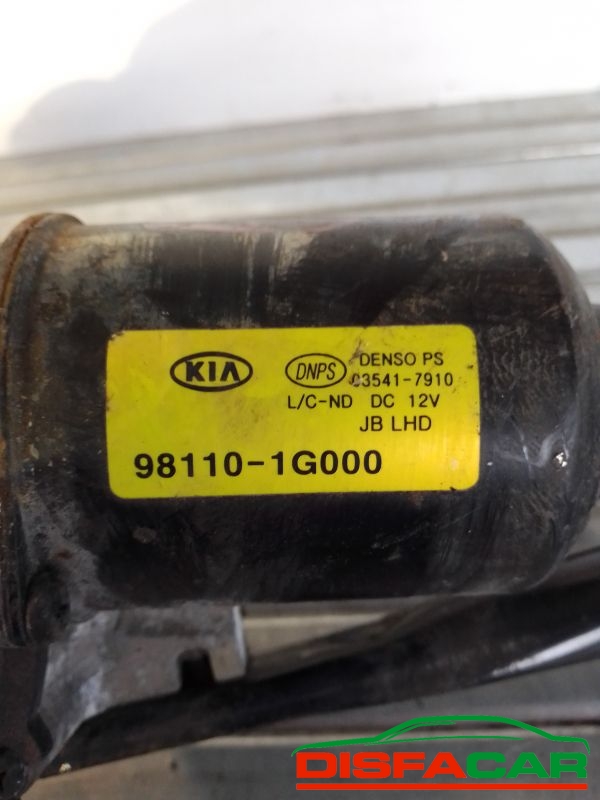 KIA
DNPS DENSO PS
03541-7910
L/C-ND DC 12V
JB LHD
98110-1G000
DISFACAR